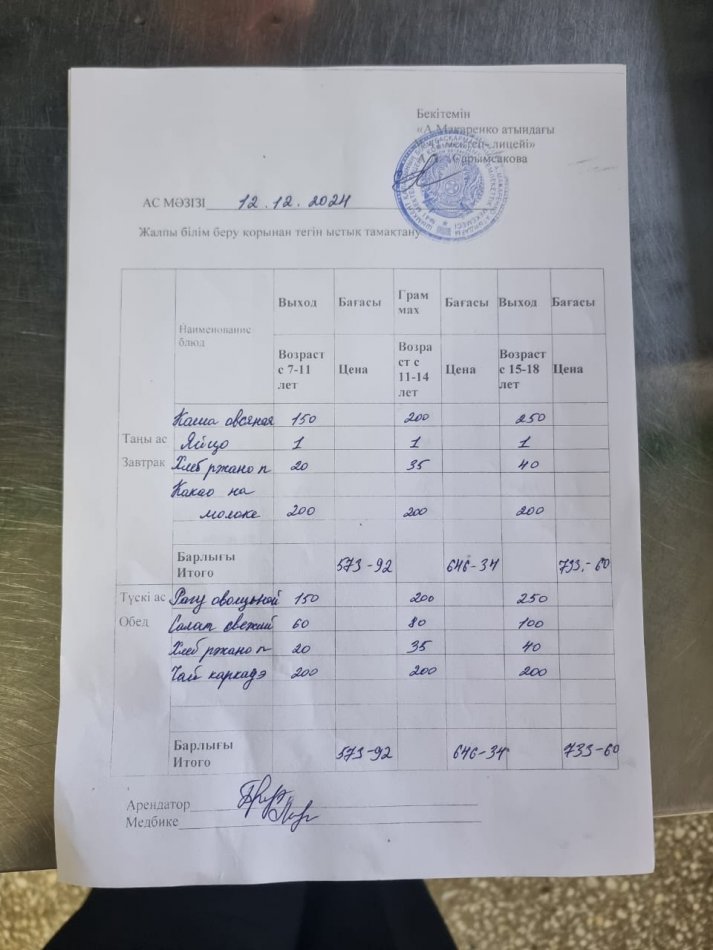 Бекітемін
«А.Макаренко атындағы
мектеп-лицейі»
Сарымсакова
АС МӘЗІЗІ 12.12.2024
Жалпы білім беру қорынан тегін ыстық тамақтану
Наименование блюд Выход Бағасы Грам мах Бағасы Выход Бағасы
Возраст с 7-11 лет Цена Возра ст с 11-14 лет Цена Возраст с 15-18 лет Цена
Таңы ас Каша овсяная 150 200 250
Яйцо 1 1 1
Завтрак Хлеб ржано п 20 35 40
Какао на
молоке 200 200 200
Барлығы
Итого 573-92 646-34 733.-60
Түскі ас Рагу овощьной 150 200 250
Обед Салат свежий 60 80 100
Хлеб ржано п 20 35 40
Чай каркадэ 200 200 200
Барлығы
Итого 573-92 646-34 733-60
Арендатор
Медбике